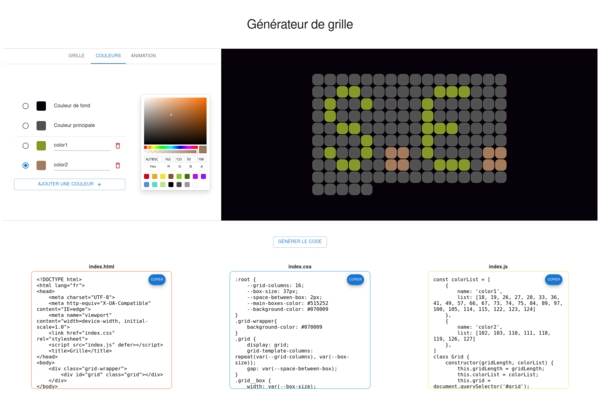 Générateur de grille
GRILLE COULEURS ANIMATION
Couleur de fond
Couleur principale
color1
color2
AJOUTER UNE COULEUR +
Hex R G B A
GÉNÉRER LE CODE
index.html
COPIER
<!DOCTYPE html>
<html lang="fr">
<head>
<meta charset="UTF-8">
<meta http-equiv="X-UA-Compatible"
content="IE=edge">
<meta name="viewport"
content="width=device-width, initial-
scale=1.0">
<link href="index.css"
rel="stylesheet">
<script src="index.js" defer></script>
<title>Grille</title>
</head>
<body>
<div class="grid-wrapper">
<div id="grid" class="grid"></div>
</div>
</body>
index.css
COPIER
:root {
--grid-columns: 16;
--box-size: 37px;
--space-between-box: 2px;
--main-boxes-color: #515252
--background-color: #070009
}
.grid-wrapper{
background-color: #070009
}
.grid {
display: grid;
grid-template-columns:
repeat(var(--grid-columns), var(--box-
size));
gap: var(--space-between-box);
}
.grid__box {
width: var(--box-size);
index.js
COPIER
const colorList = [
{
name: 'color1',
list: [18, 19, 26, 27, 28, 33, 36,
41, 49, 57, 66, 67, 73, 74, 75, 84, 89, 97,
100, 105, 114, 115, 122, 123, 124]
},
{
name: 'color2',
list: [102, 103, 110, 111, 118,
119, 126, 127]
}
]
class Grid {
constructor(gridLength, colorList) {
this.gridLength = gridLength;
this.colorList = colorList;
this.grid =
document.querySelector('#grid');